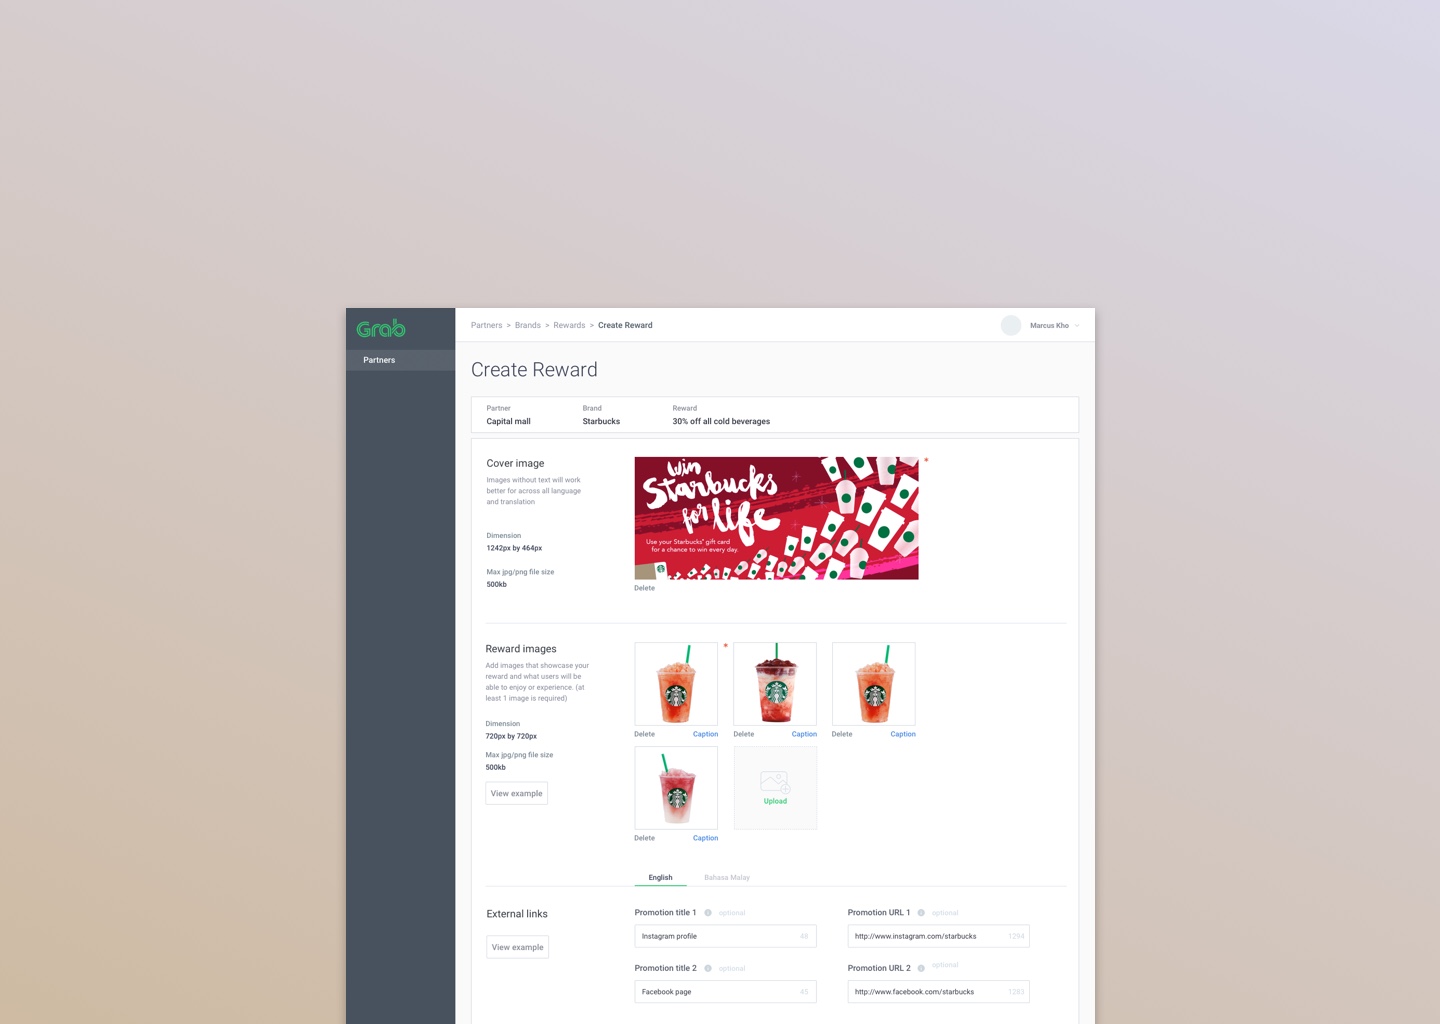 Grab
Partners
Partners > Brands > Rewards > Create Reward
Marcus Kho
Create Reward
Partner
Capital mall
Brand
Starbucks
Reward
30% off all cold beverages
Cover image
Images without text will work
better for across all language
and translation
Dimension
1242px by 464px
Max jpg/png file size
500kb
*
win
Starbucks
for life
Use your Starbucks® gift card
for a chance to win every day.
Delete
Reward images
Add images that showcase your
reward and what users will be
able to enjoy or experience. (at
least 1 image is required)
Dimension
720px by 720px
Max jpg/png file size
500kb
View example
*
Delete Caption
Delete Caption
Delete Caption
Delete Caption
Upload
English
Bahasa Malay
External links
View example
Promotion title 1 optional
Instagram profile 48
Promotion URL 1 optional
http://www.instagram.com/starbucks 1294
Promotion title 2 optional
Facebook page 45
Promotion URL 2 optional
http://www.facebook.com/starbucks 1283